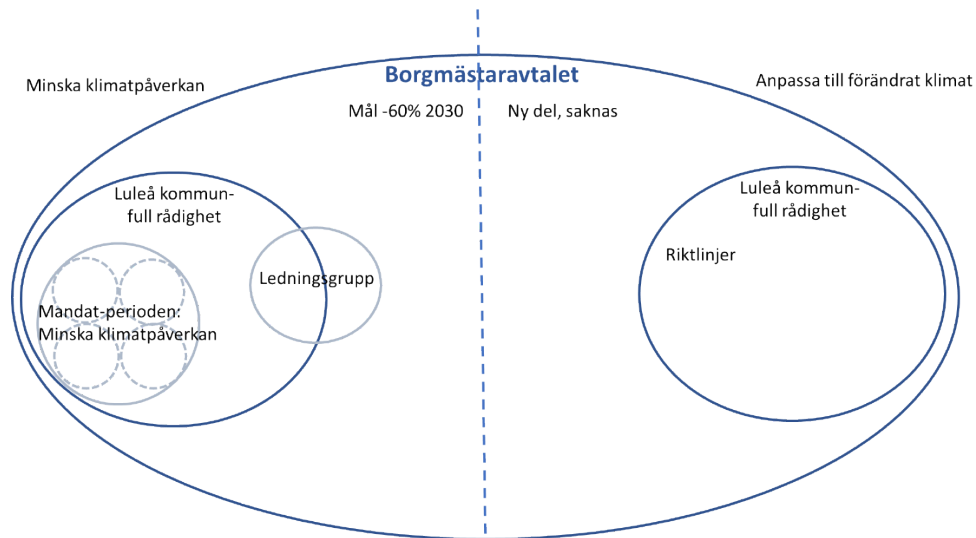 Borgmästaravtalet
Minska klimatpåverkan
Anpassa till förändrat klimat
Mål -60% 2030
Ny del, saknas
Luleå kommun-
full rådighet
Ledningsgrupp
Mandat-perioden:
Minska klimatpåverkan
Luleå kommun-
full rådighet
Riktlinjer